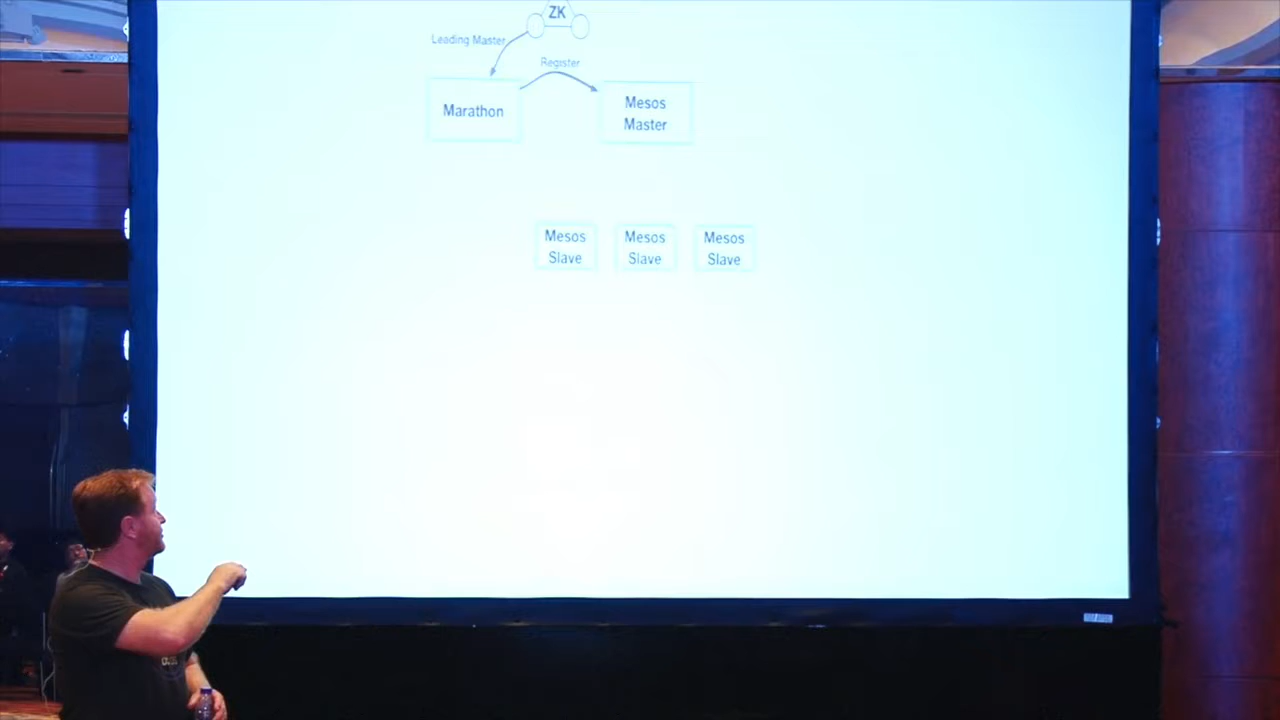 ZK
Leading Master
Register
Marathon
Mesos
Master
Mesos
Slave
Mesos
Slave
Mesos
Slave